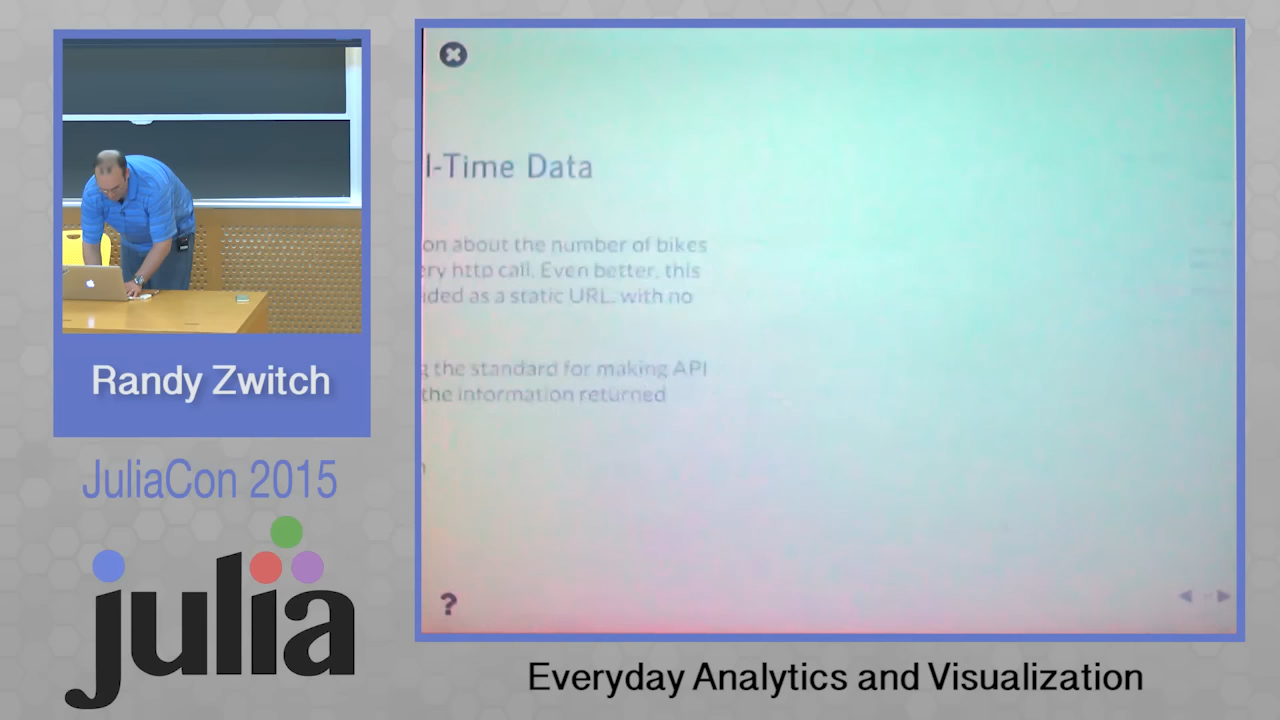 l-Time Data
on about the number of bikes
ery http call. Even better, this
ided as a static URL, with no
g the standard for making API
the information returned
n
?
Randy Zwitch
JuliaCon 2015
julia
Everyday Analytics and Visualization